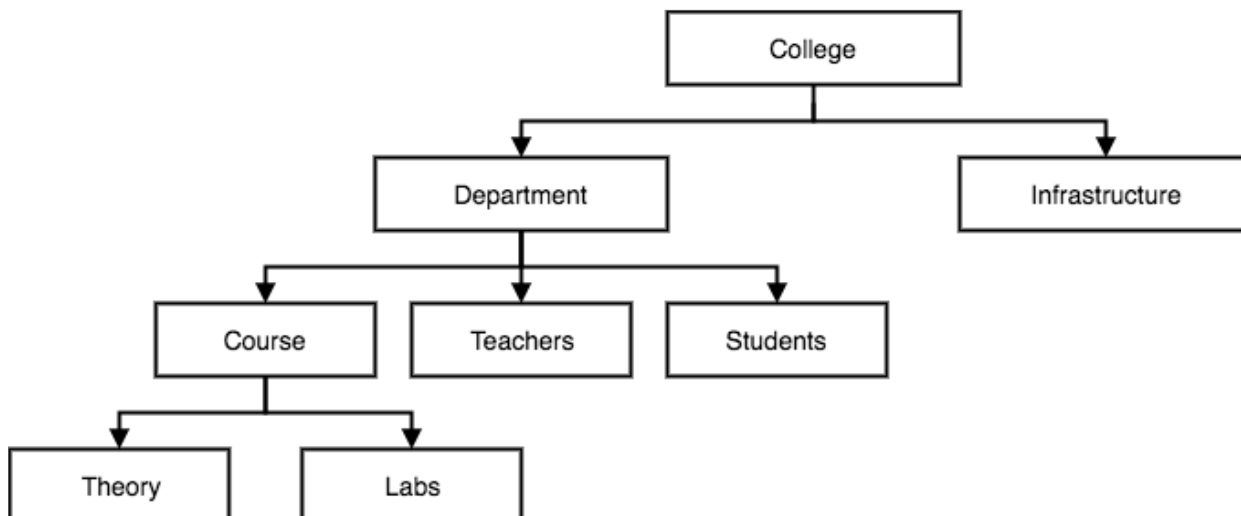 College
Department
Infrastructure
Course
Teachers
Students
Theory
Labs